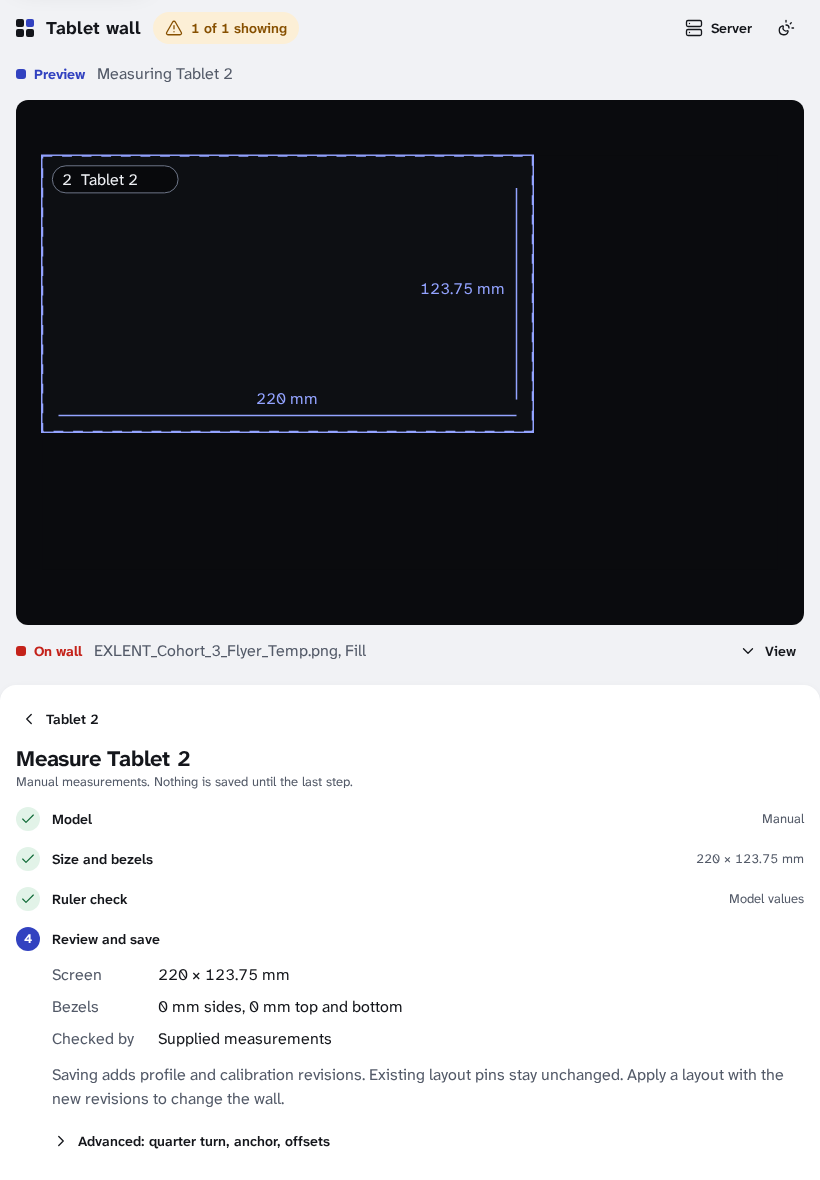 Tablet wall
1 of 1 showing
Server
Preview
Measuring Tablet 2
2 Tablet 2
123.75 mm
220 mm
On wall
EXLENT_Cohort_3_Flyer_Temp.png, Fill
View
Tablet 2
Measure Tablet 2
Manual measurements. Nothing is saved until the last step.
Model
Manual
Size and bezels
220 × 123.75 mm
Ruler check
Model values
4
Review and save
Screen
220 × 123.75 mm
Bezels
0 mm sides, 0 mm top and bottom
Checked by
Supplied measurements
Saving adds profile and calibration revisions. Existing layout pins stay unchanged. Apply a layout with the
new revisions to change the wall.
Advanced: quarter turn, anchor, offsets